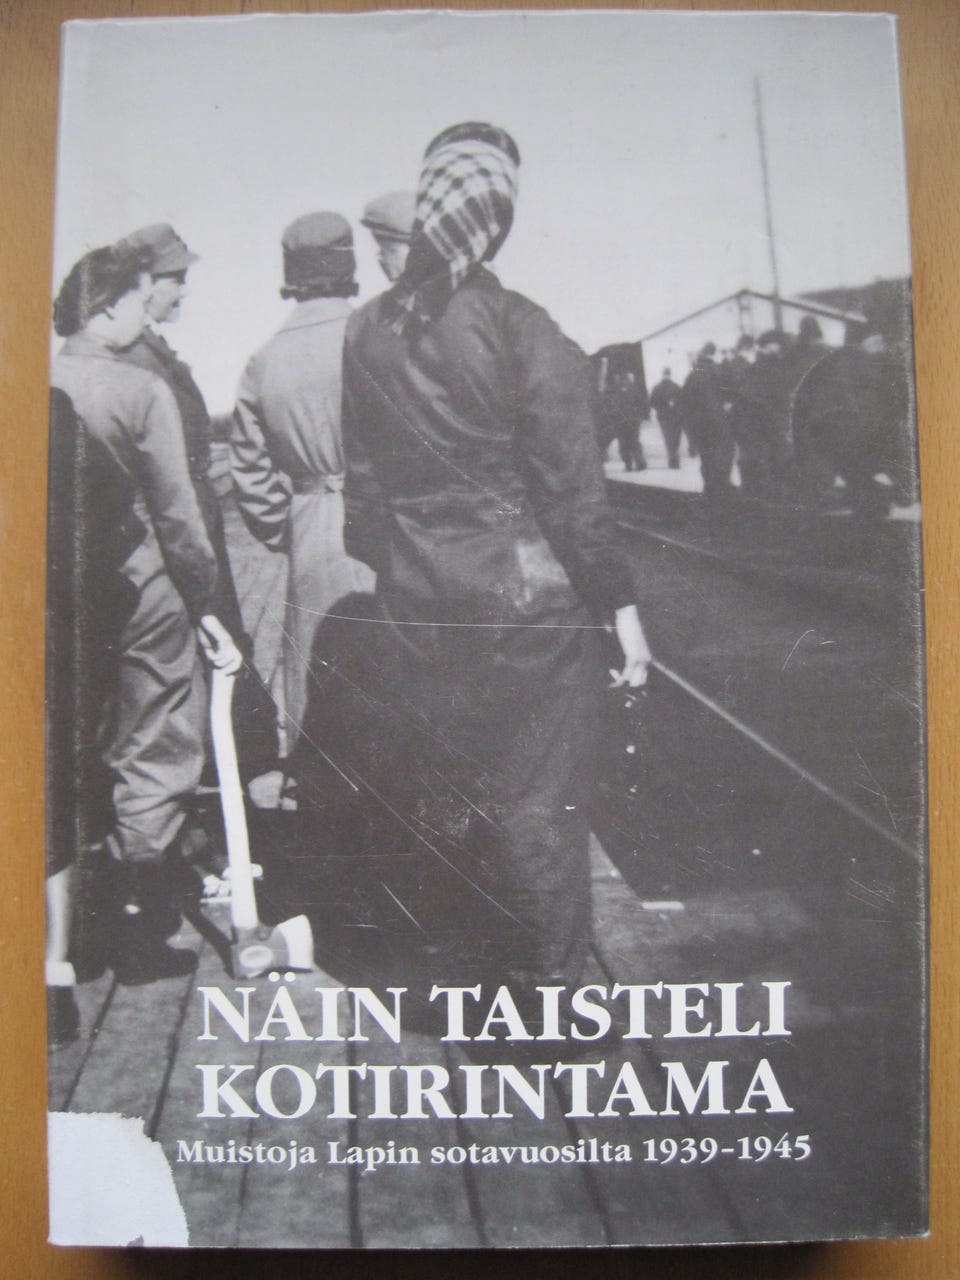 NÄIN TAISTELI
KOTIRINTAMA
Muistoja Lapin sotavuosilta 1939-1945